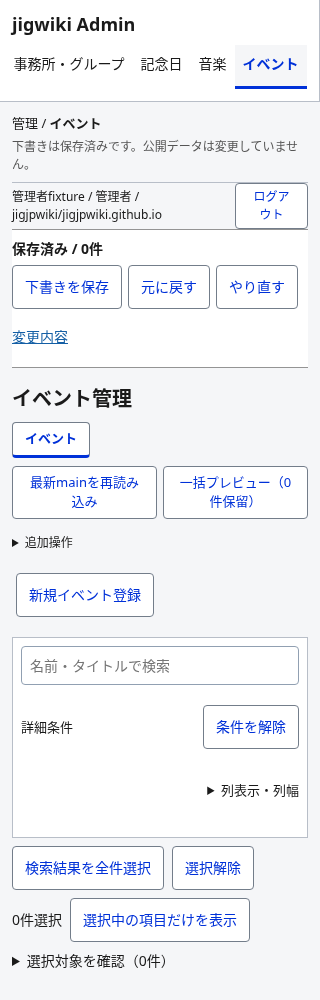 jigwiki Admin
事務所・グループ 記念日 音楽 イベント
管理 / イベント
下書きは保存済みです。公開データは変更していませ
ん。
管理者fixture / 管理者 /
jigjpwiki/jigjpwiki.github.io
ログア
ウト
保存済み / 0件
下書きを保存 元に戻す やり直す
変更内容
イベント管理
イベント
最新mainを再読み
込み
一括プレビュー（0
件保留）
▶ 追加操作
新規イベント登録
名前・タイトルで検索
詳細条件 条件を解除
▶ 列表示・列幅
検索結果を全件選択 選択解除
0件選択 選択中の項目だけを表示
▶ 選択対象を確認（0件）